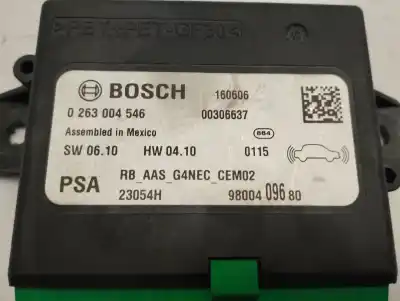 BOSCH 160606
0 263 004 546 00306637
Assembled in Mexico 664
SW 06.10 HW 04.10 0115
PSA RB_AAS_G4NEC_CEM02
23054H 98004 096 80